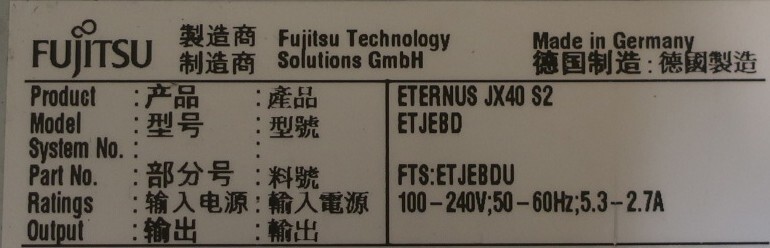 FUJITSU 製造商 Fujitsu Technology Made in Germany
制造商 Solutions GmbH 德国制造 : 德國製造
Product : 产品 : 產品 ETERNUS JX40 S2
Model : 型号 : 型號 ETJEBD
System No. : :
Part No. : 部分号 : 料號 FTS:ETJEBDU
Ratings : 输入电源 : 輸入電源 100-240V;50-60Hz;5.3-2.7A
Output : 输出 : 輸出